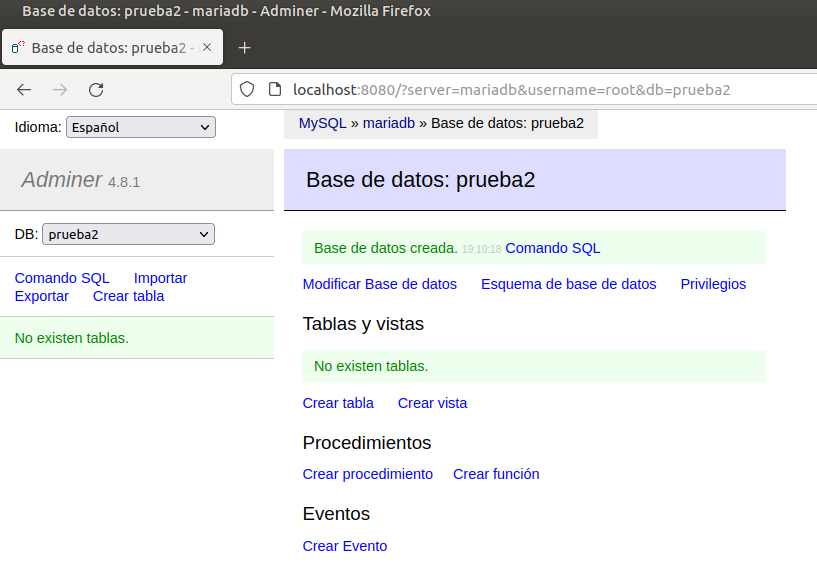 Base de datos: prueba2 - mariadb - Adminer - Mozilla Firefox
Base de datos: prueba2 -
localhost:8080/?server=mariadb&username=root&db=prueba2
Idioma: Español
MySQL » mariadb » Base de datos: prueba2
Adminer 4.8.1
Base de datos: prueba2
DB: prueba2
Base de datos creada. 19:10:18 Comando SQL
Comando SQL Importar
Exportar Crear tabla
Modificar Base de datos Esquema de base de datos Privilegios
No existen tablas.
Tablas y vistas
No existen tablas.
Crear tabla Crear vista
Procedimientos
Crear procedimiento Crear función
Eventos
Crear Evento